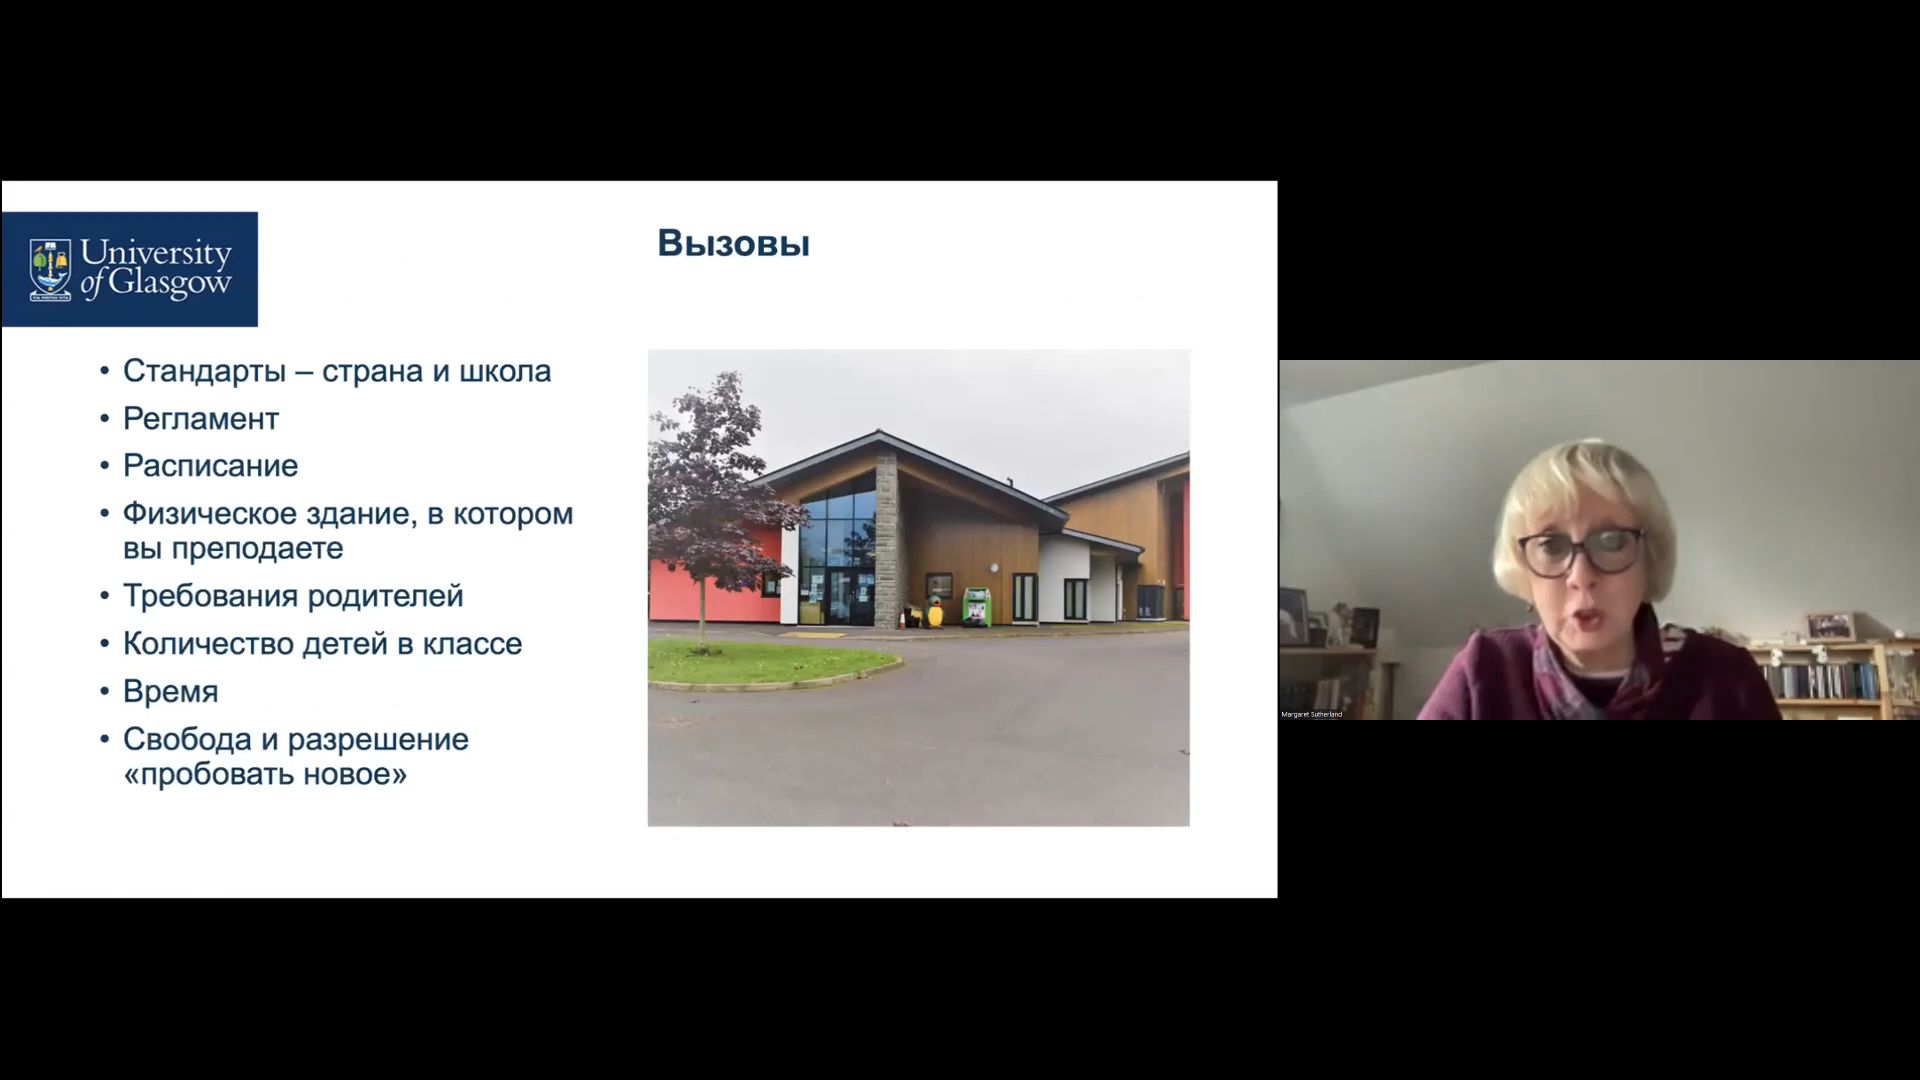 University
of Glasgow
Вызовы
• Стандарты – страна и школа
• Регламент
• Расписание
• Физическое здание, в котором
вы преподаете
• Требования родителей
• Количество детей в классе
• Время
• Свобода и разрешение
«пробовать новое»
Margaret Sutherland